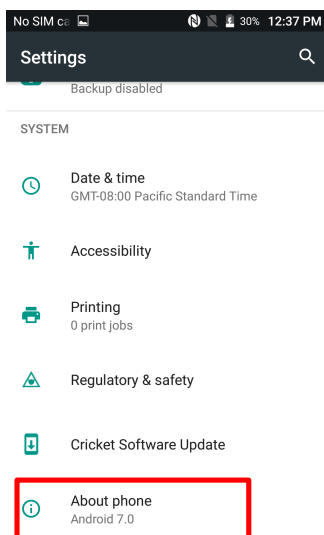 No SIM ca 30% 12:37 PM
Settings
Backup disabled
SYSTEM
Date & time
GMT-08:00 Pacific Standard Time
Accessibility
Printing
0 print jobs
Regulatory & safety
Cricket Software Update
About phone
Android 7.0